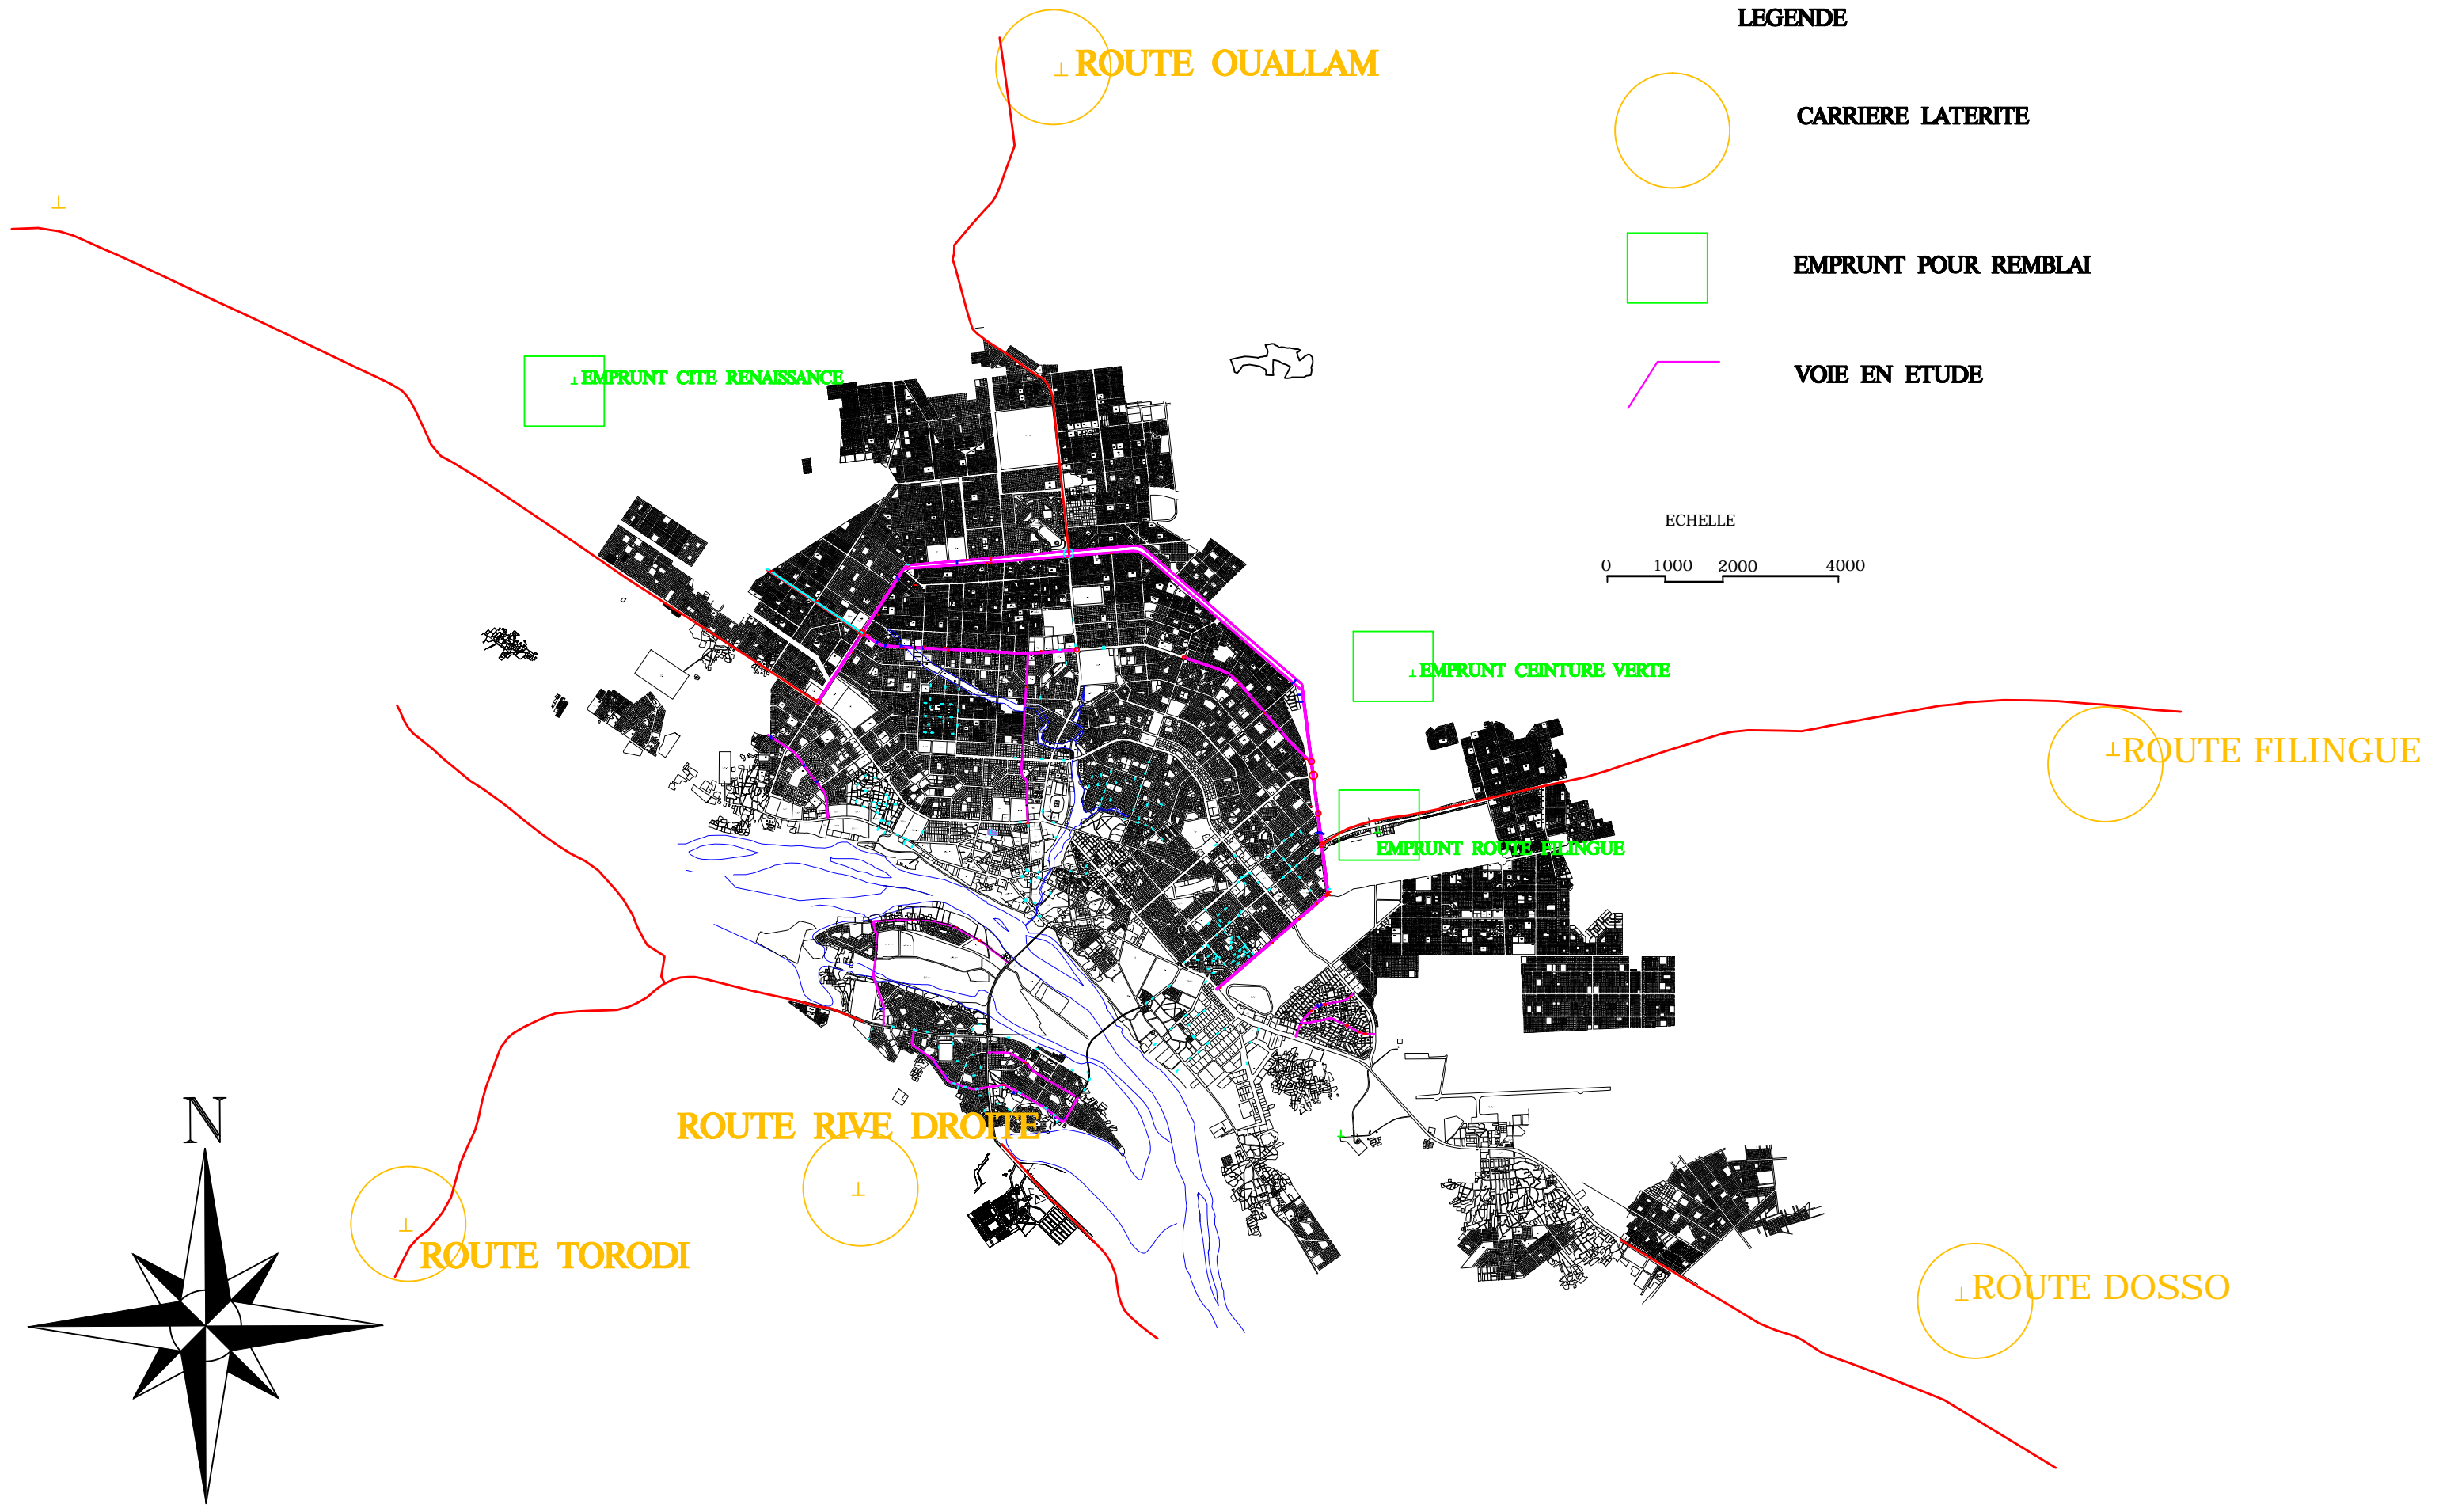 LEGENDE
ROUTE OUALLAM
CARRIERE LATERITE
EMPRUNT POUR REMBLAI
EMPRUNT CITE RENAISSANCE
VOIE EN ETUDE
ECHELLE
0 1000 2000 4000
EMPRUNT CEINTURE VERTE
ROUTE FILINGUE
EMPRUNT ROUTE FILINGUE
N
ROUTE RIVE DROITE
ROUTE TORODI
ROUTE DOSSO